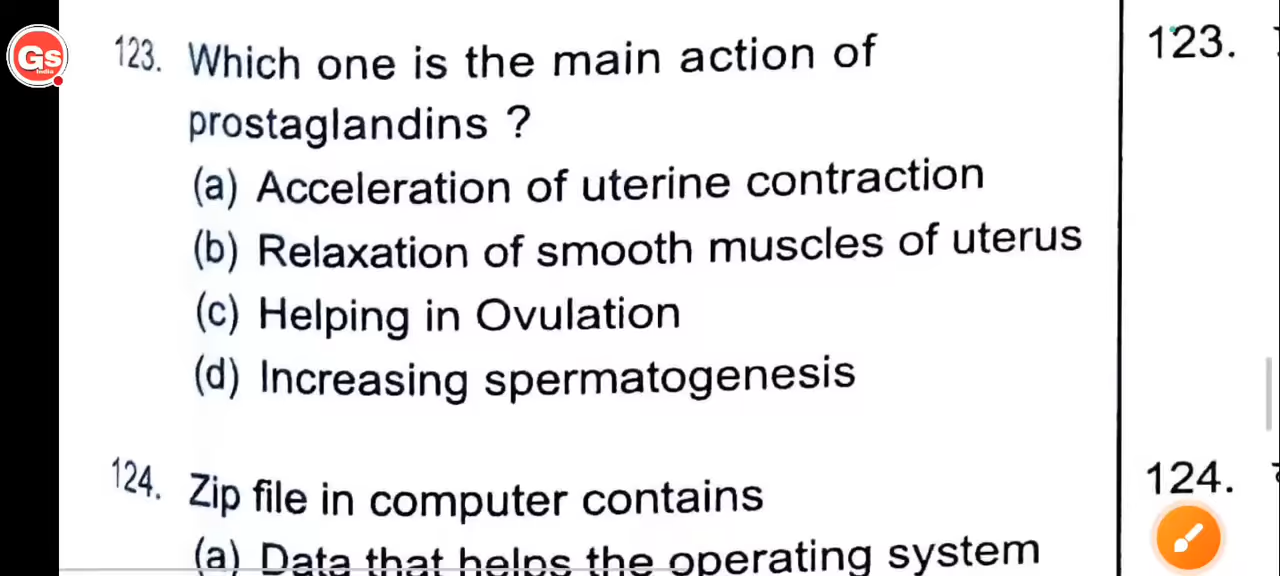 Gs
India
123. Which one is the main action of
prostaglandins ?
(a) Acceleration of uterine contraction
(b) Relaxation of smooth muscles of uterus
(c) Helping in Ovulation
(d) Increasing spermatogenesis
124. Zip file in computer contains
(a) Data that helps the operating system
123.
124.